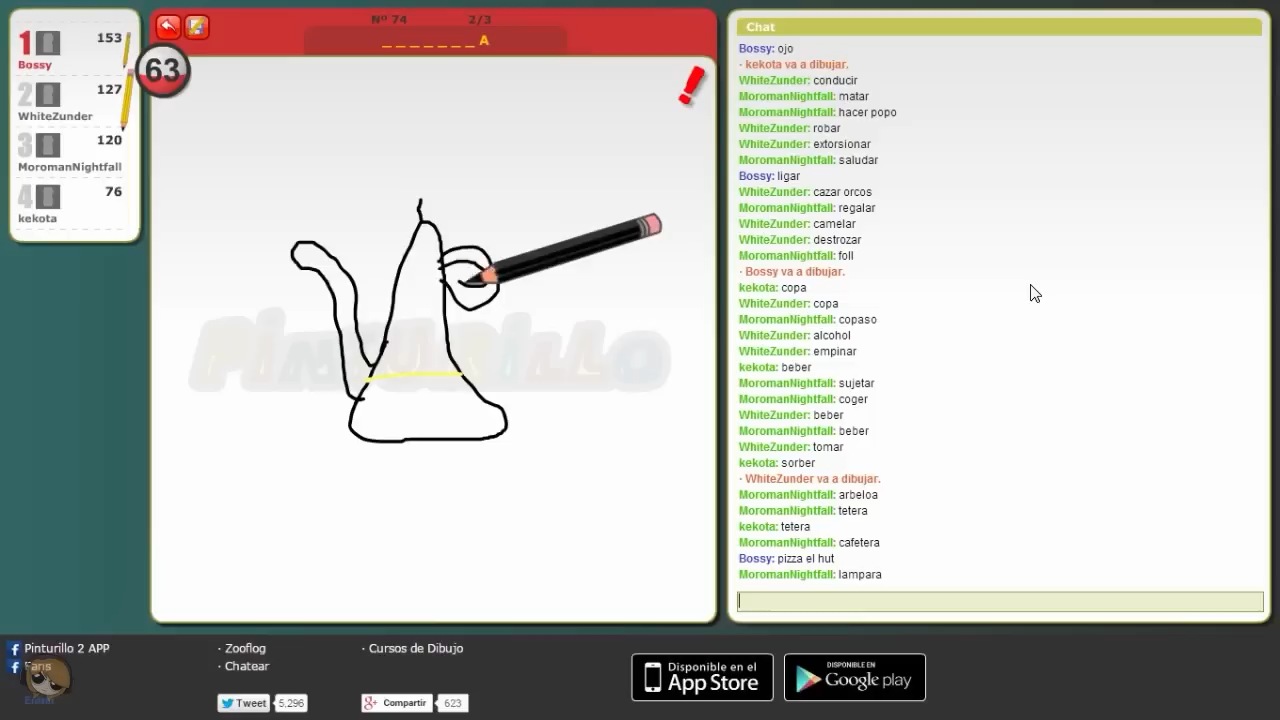 1
153
Bossy
2
127
WhiteZunder
3
120
MoromanNightfall
4
76
kekota
63
Nº 74
2/3
_ _ _ _ _ _ _ A
Pinturillo
Chat
Bossy: ojo
· kekota va a dibujar.
WhiteZunder: conducir
MoromanNightfall: matar
MoromanNightfall: hacer popo
WhiteZunder: robar
WhiteZunder: extorsionar
MoromanNightfall: saludar
Bossy: ligar
WhiteZunder: cazar orcos
MoromanNightfall: regalar
WhiteZunder: camelar
WhiteZunder: destrozar
MoromanNightfall: foll
· Bossy va a dibujar.
kekota: copa
WhiteZunder: copa
MoromanNightfall: copaso
WhiteZunder: alcohol
WhiteZunder: empinar
kekota: beber
MoromanNightfall: sujetar
MoromanNightfall: coger
WhiteZunder: beber
MoromanNightfall: beber
WhiteZunder: tomar
kekota: sorber
· WhiteZunder va a dibujar.
MoromanNightfall: arbeloa
MoromanNightfall: tetera
kekota: tetera
MoromanNightfall: cafetera
Bossy: pizza el hut
MoromanNightfall: lampara
Pinturillo 2 APP
Fans
· Zooflog
· Chatear
· Cursos de Dibujo
Tweet
5,296
Compartir
623
Disponible en el
App Store
DISPONIBLE EN
Google play